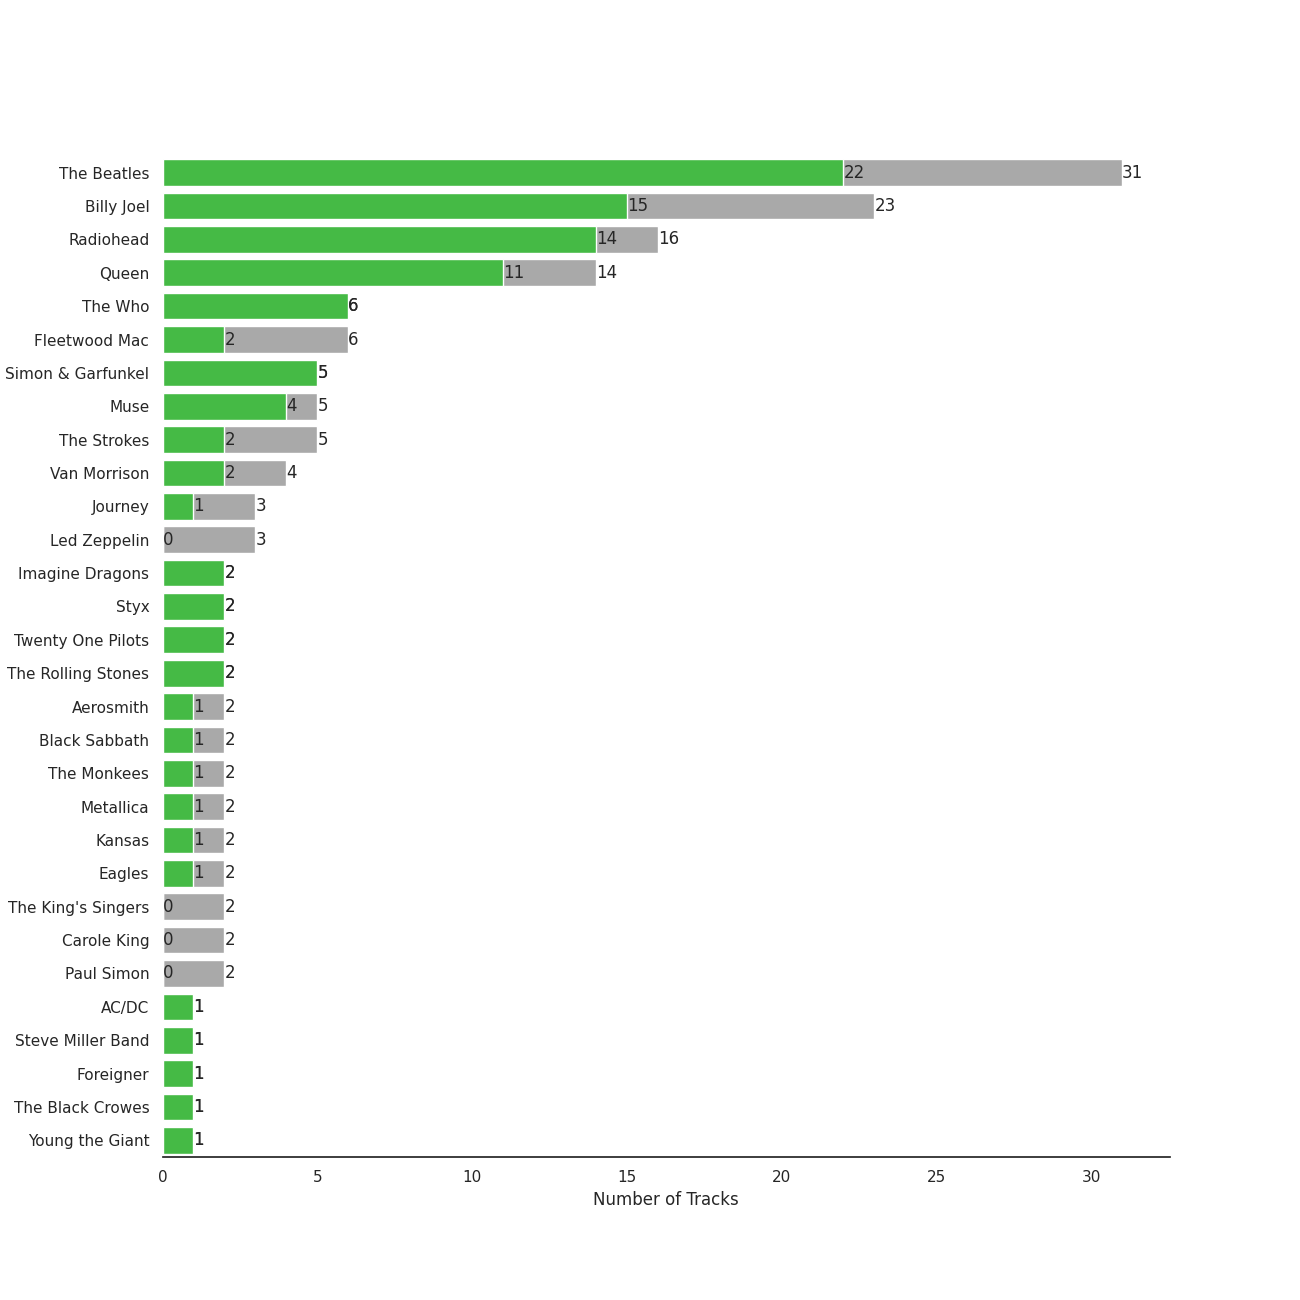 The Beatles 22 31
Billy Joel 15 23
Radiohead 14 16
Queen 11 14
The Who 6
Fleetwood Mac 2 6
Simon & Garfunkel 5
Muse 4 5
The Strokes 2 5
Van Morrison 2 4
Journey 1 3
Led Zeppelin 0 3
Imagine Dragons 2
Styx 2
Twenty One Pilots 2
The Rolling Stones 2
Aerosmith 1 2
Black Sabbath 1 2
The Monkees 1 2
Metallica 1 2
Kansas 1 2
Eagles 1 2
The King's Singers 0 2
Carole King 0 2
Paul Simon 0 2
AC/DC 1
Steve Miller Band 1
Foreigner 1
The Black Crowes 1
Young the Giant 1
0 5 10 15 20 25 30
Number of Tracks